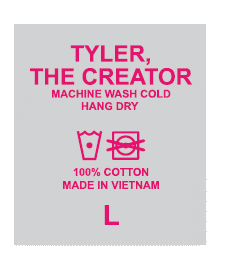 TYLER,
THE CREATOR
MACHINE WASH COLD
HANG DRY
100% COTTON
MADE IN VIETNAM
L